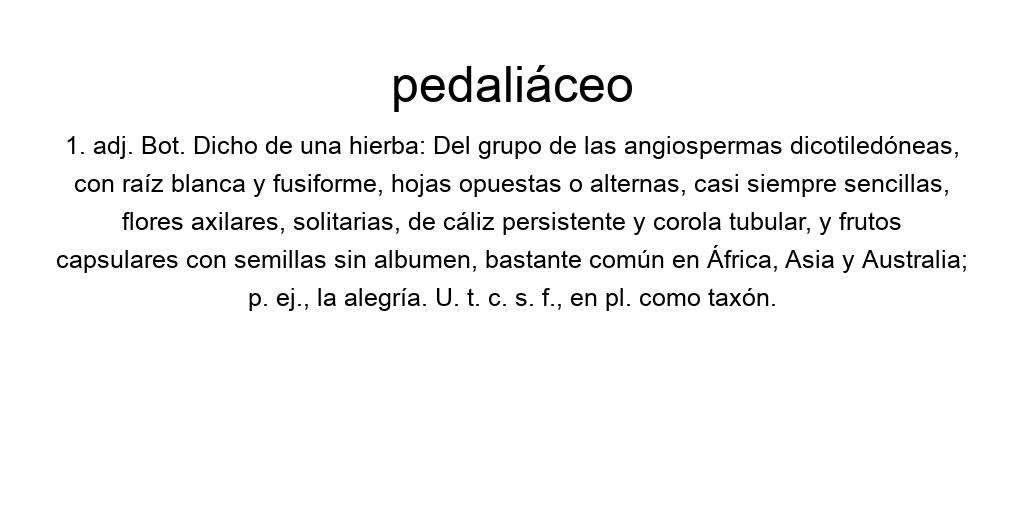 pedaliáceo
1. adj. Bot. Dicho de una hierba: Del grupo de las angiospermas dicotiledóneas,
con raíz blanca y fusiforme, hojas opuestas o alternas, casi siempre sencillas,
flores axilares, solitarias, de cáliz persistente y corola tubular, y frutos
capsulares con semillas sin albumen, bastante común en África, Asia y Australia;
p. ej., la alegría. U. t. c. s. f., en pl. como taxón.